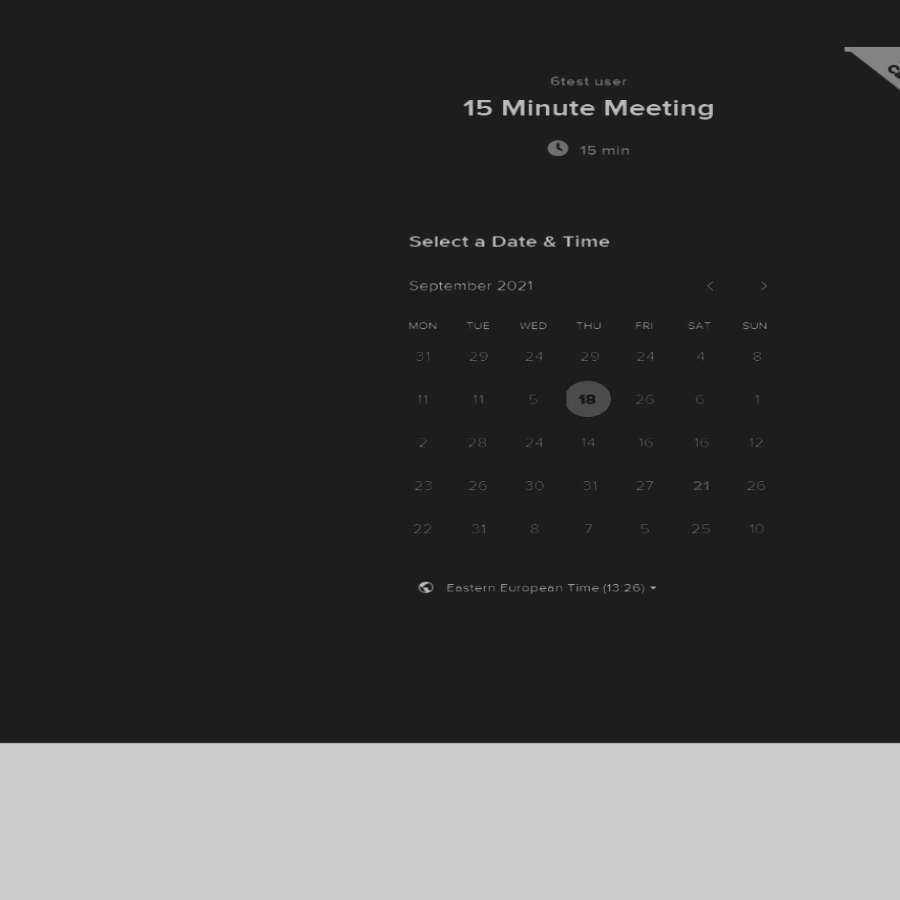 6test user
15 Minute Meeting
15 min
Select a Date & Time
September 2021
MON TUE WED THU FRI SAT SUN
31 29 24 29 24 4 8
11 11 5 18 26 6 1
2 28 24 14 16 16 12
23 26 30 31 27 21 26
22 31 8 7 5 25 10
Eastern European Time (13:26)